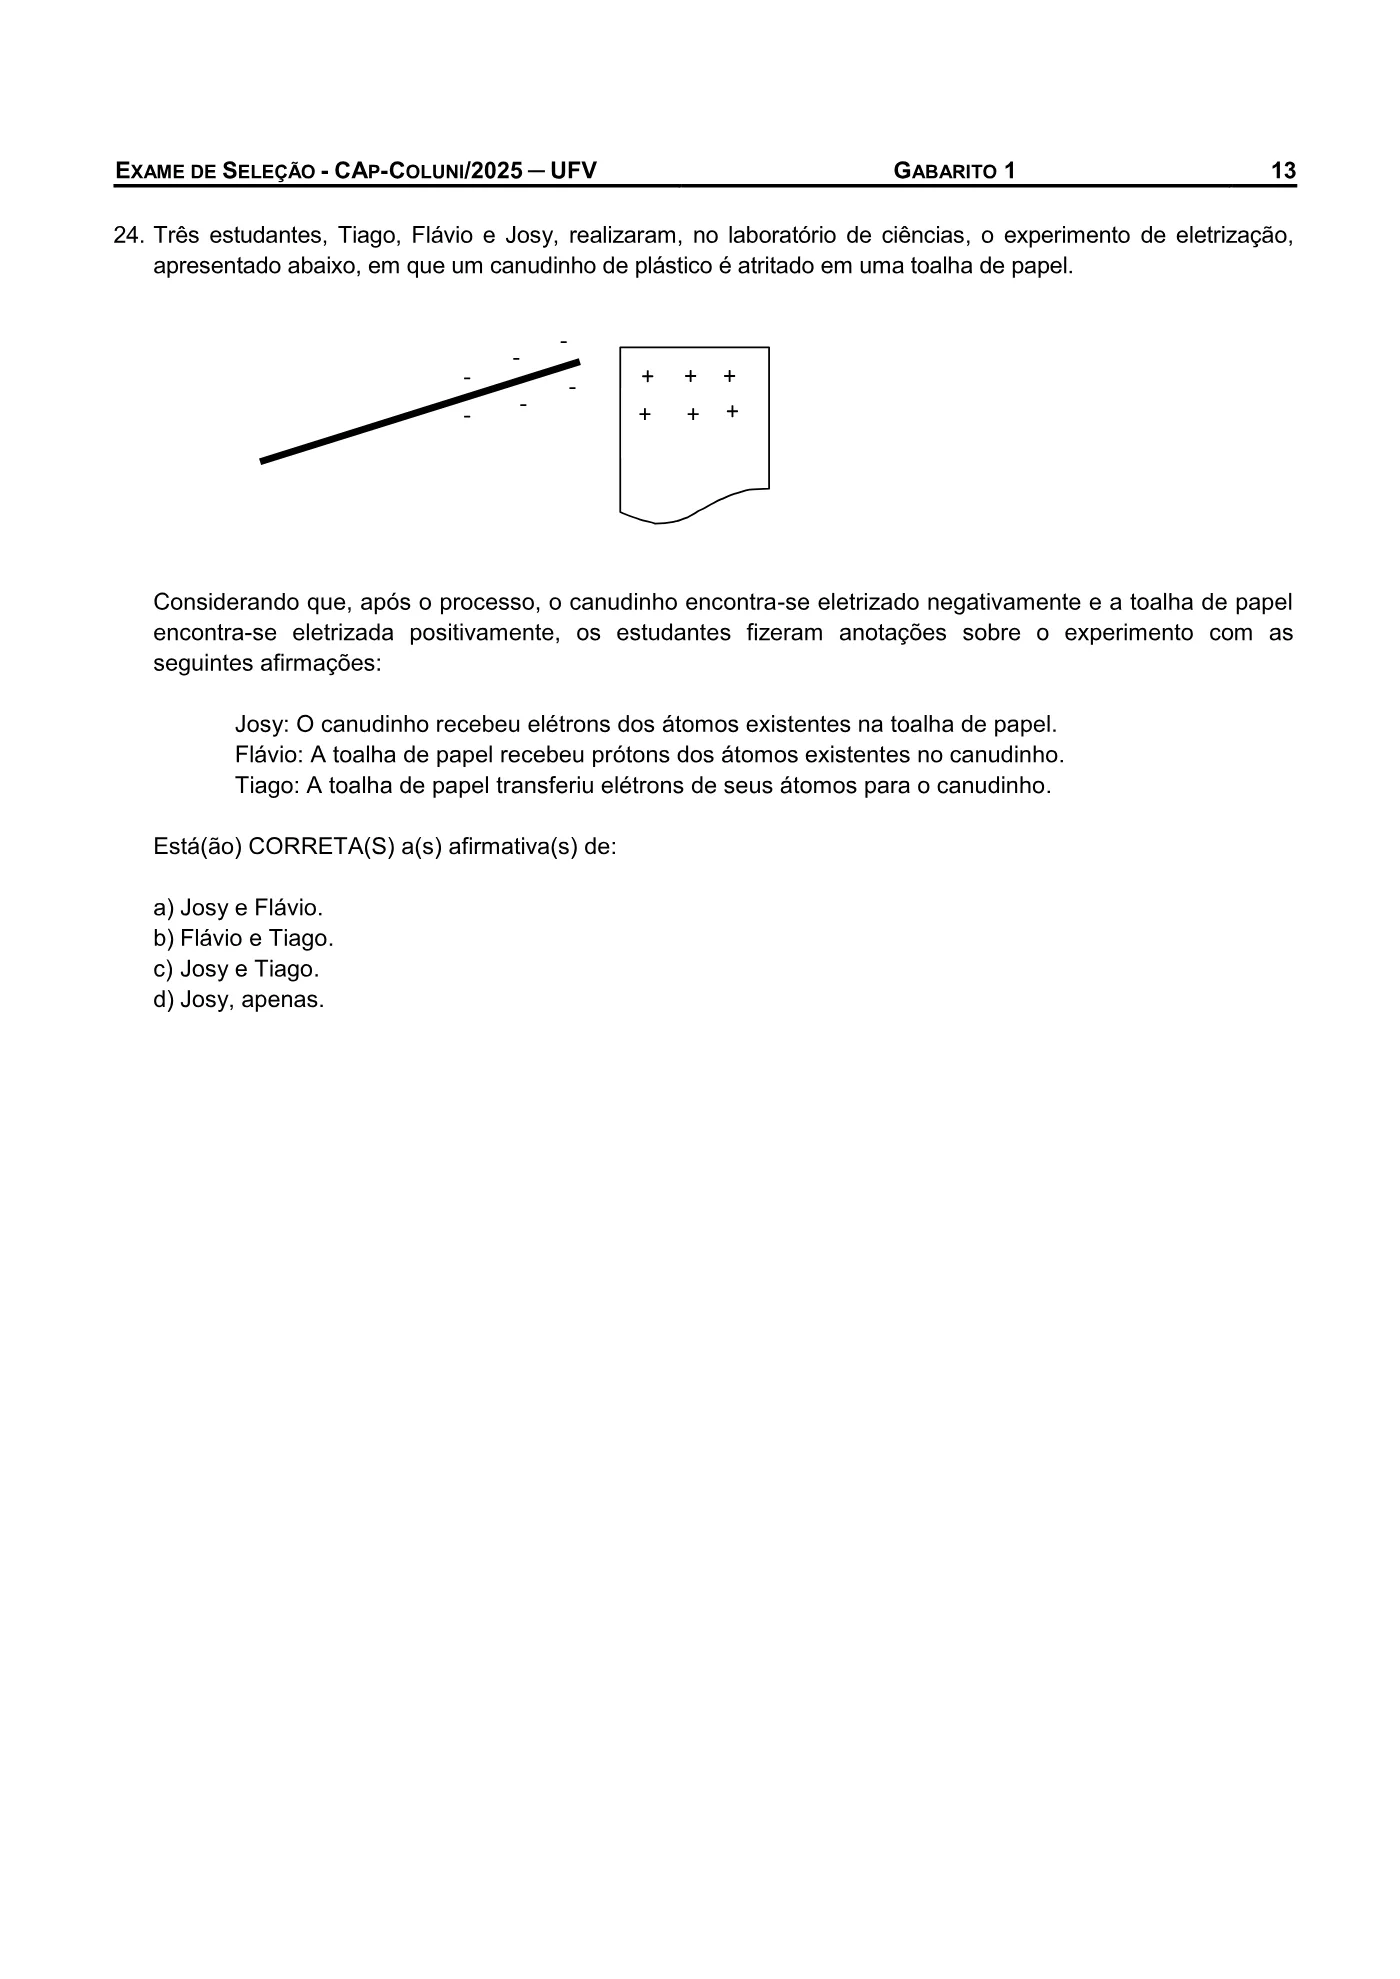 EXAME DE SELEÇÃO - CAP-COLUNI/2025 — UFV GABARITO 1 13
24. Três estudantes, Tiago, Flávio e Josy, realizaram, no laboratório de ciências, o experimento de eletrização,
apresentado abaixo, em que um canudinho de plástico é atritado em uma toalha de papel.
-
-
-
-
-
-
+ + +
+ + +
Considerando que, após o processo, o canudinho encontra-se eletrizado negativamente e a toalha de papel
encontra-se eletrizada positivamente, os estudantes fizeram anotações sobre o experimento com as
seguintes afirmações:
Josy: O canudinho recebeu elétrons dos átomos existentes na toalha de papel.
Flávio: A toalha de papel recebeu prótons dos átomos existentes no canudinho.
Tiago: A toalha de papel transferiu elétrons de seus átomos para o canudinho.
Está(ão) CORRETA(S) a(s) afirmativa(s) de:
a) Josy e Flávio.
b) Flávio e Tiago.
c) Josy e Tiago.
d) Josy, apenas.